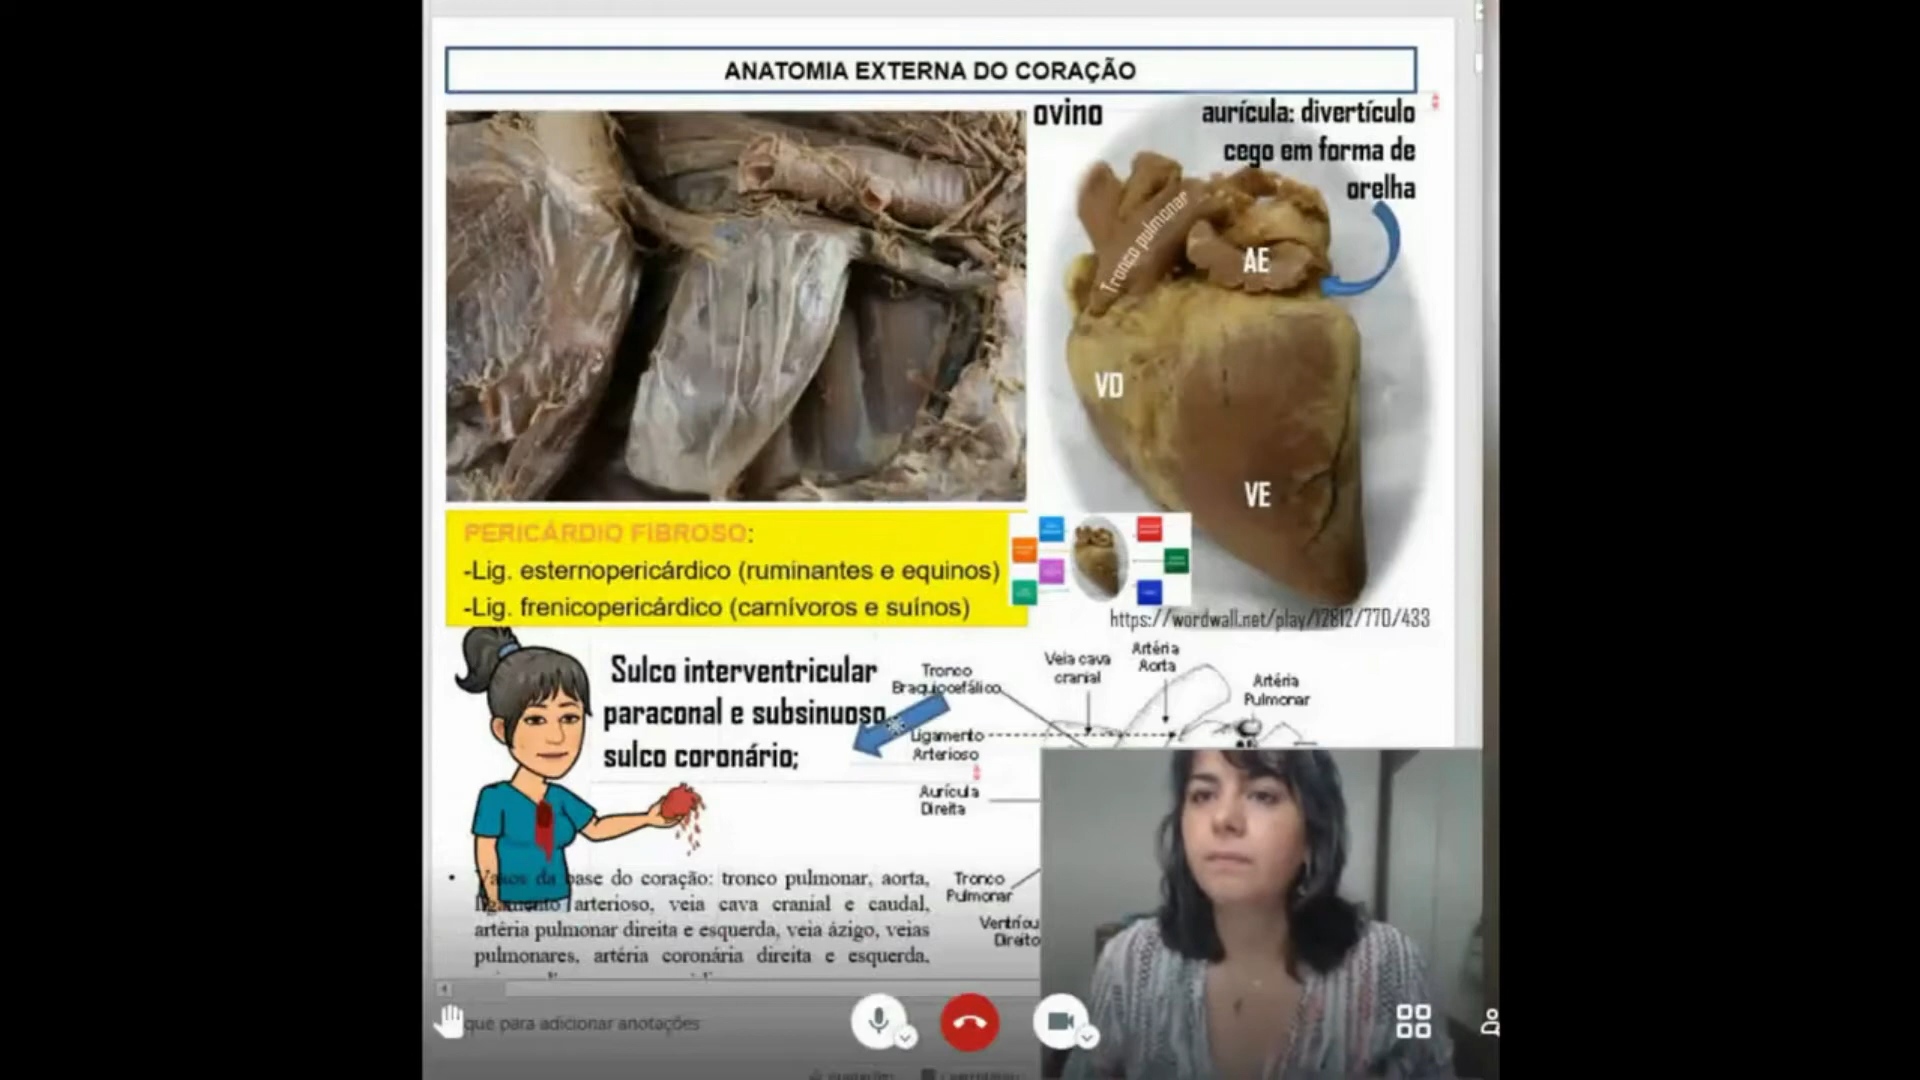 ANATOMIA EXTERNA DO CORAÇÃO
ovino
aurícula: divertículo
cego em forma de
orelha
Tronco pulmonar
AE
VD
VE
PERICÁRDIO FIBROSO:
-Lig. esternopericárdico (ruminantes e equinos)
-Lig. frenicopericárdico (carnívoros e suínos)
https://wordwall.net/play/12812/770/433
Sulco interventricular
paraconal e subsinuoso,
sulco coronário;
Tronco
Braquiocefálico
Veia cava
cranial
Artéria
Aorta
Artéria
Pulmonar
Ligamento
Arterioso
Aurícula
Direita
Tronco
Pulmonar
Ventríou
Direito
• Vasos da base do coração: tronco pulmonar, aorta,
ligamento arterioso, veia cava cranial e caudal,
artéria pulmonar direita e esquerda, veia ázigo, veias
pulmonares, artéria coronária direita e esquerda,
que para adicionar anotações